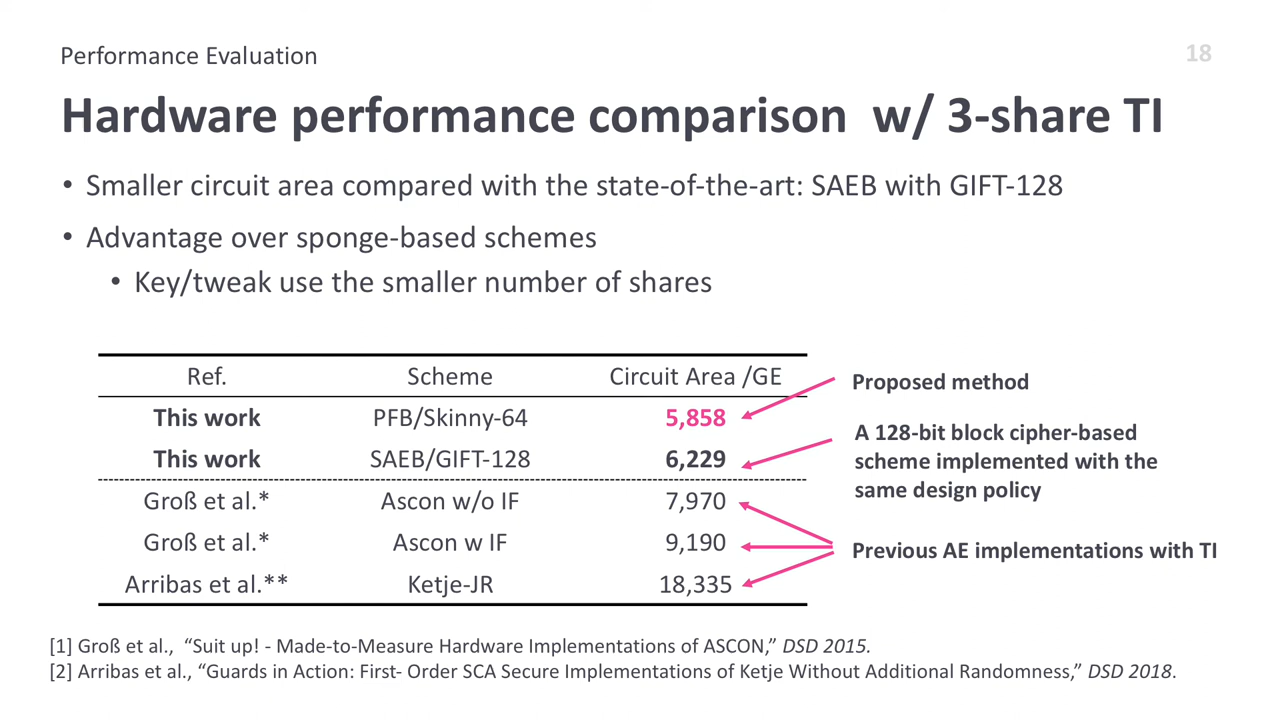 Performance Evaluation
18
Hardware performance comparison w/ 3-share TI
• Smaller circuit area compared with the state-of-the-art: SAEB with GIFT-128
• Advantage over sponge-based schemes
• Key/tweak use the smaller number of shares
Ref. Scheme Circuit Area /GE
This work PFB/Skinny-64 5,858
This work SAEB/GIFT-128 6,229
Groß et al.* Ascon w/o IF 7,970
Groß et al.* Ascon w IF 9,190
Arribas et al.** Ketje-JR 18,335
Proposed method
A 128-bit block cipher-based
scheme implemented with the
same design policy
Previous AE implementations with TI
[1] Groß et al., “Suit up! - Made-to-Measure Hardware Implementations of ASCON,” DSD 2015.
[2] Arribas et al., “Guards in Action: First- Order SCA Secure Implementations of Ketje Without Additional Randomness,” DSD 2018.